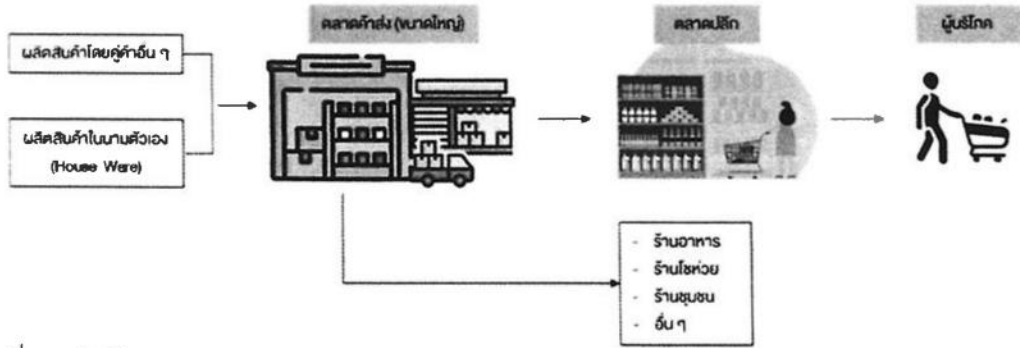 ตลาดค้าส่ง (ขนาดใหญ่)
ตลาดปลีก
ผู้บริโภค
ผลิตสินค้าโดยคู่ค้าอื่น ๆ
ผลิตสินค้าในนามตัวเอง
(House Ware)
- ร้านอาหาร
- ร้านโชห่วย
- ร้านชุมชน
- อื่น ๆ